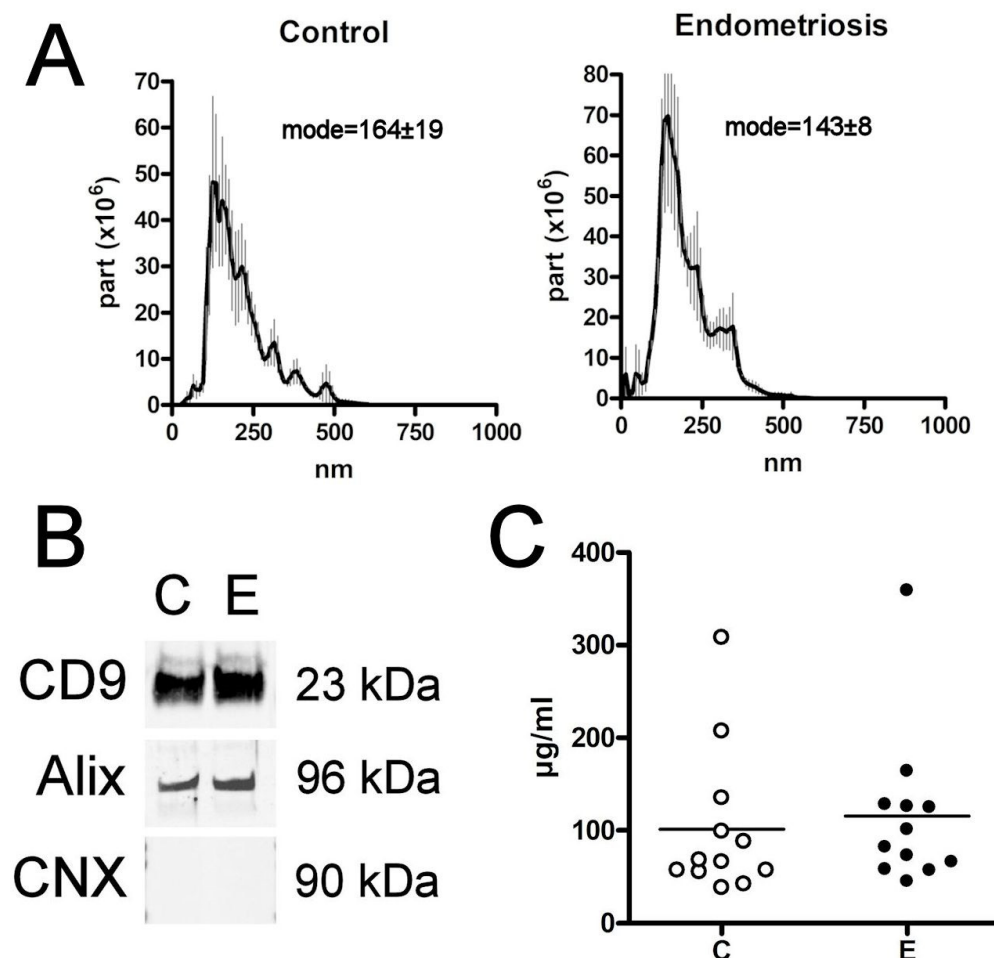 A
Control
mode=164±19
part (x10⁶)
70
60
50
40
30
20
10
0
0 250 500 750 1000
nm
Endometriosis
mode=143±8
part (x10⁶)
80
70
60
50
40
30
20
10
0
0 250 500 750 1000
nm
B
C E
CD9 23 kDa
Alix 96 kDa
CNX 90 kDa
C
µg/ml
400
300
200
100
0
C E